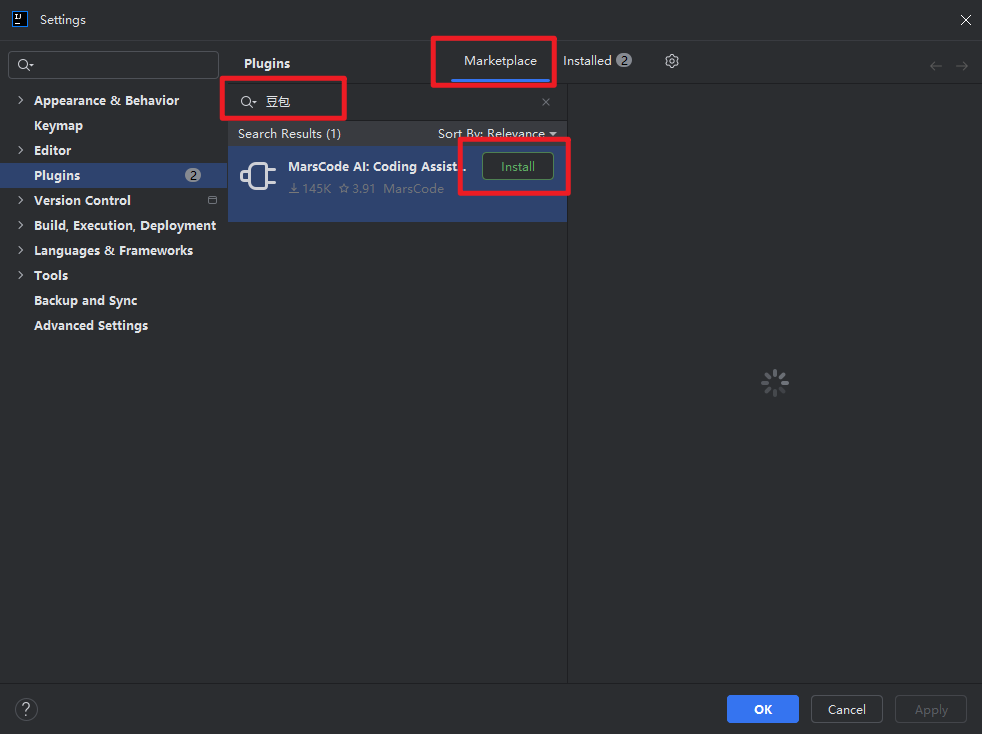 Settings
Plugins
Marketplace
Installed 2
豆包
Search Results (1)
Sort By: Relevance
MarsCode AI: Coding Assist...
Install
145K 3.91 MarsCode
Appearance & Behavior
Keymap
Editor
Plugins 2
Version Control
Build, Execution, Deployment
Languages & Frameworks
Tools
Backup and Sync
Advanced Settings
?
OK
Cancel
Apply